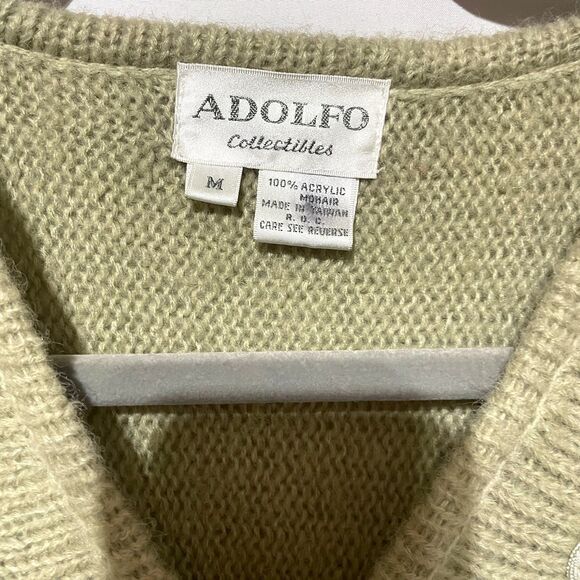 ADOLFO
Collectibles
M
100% ACRYLIC
MOHAIR
MADE IN TAIWAN
R. O. C.
CARE SEE REVERSE